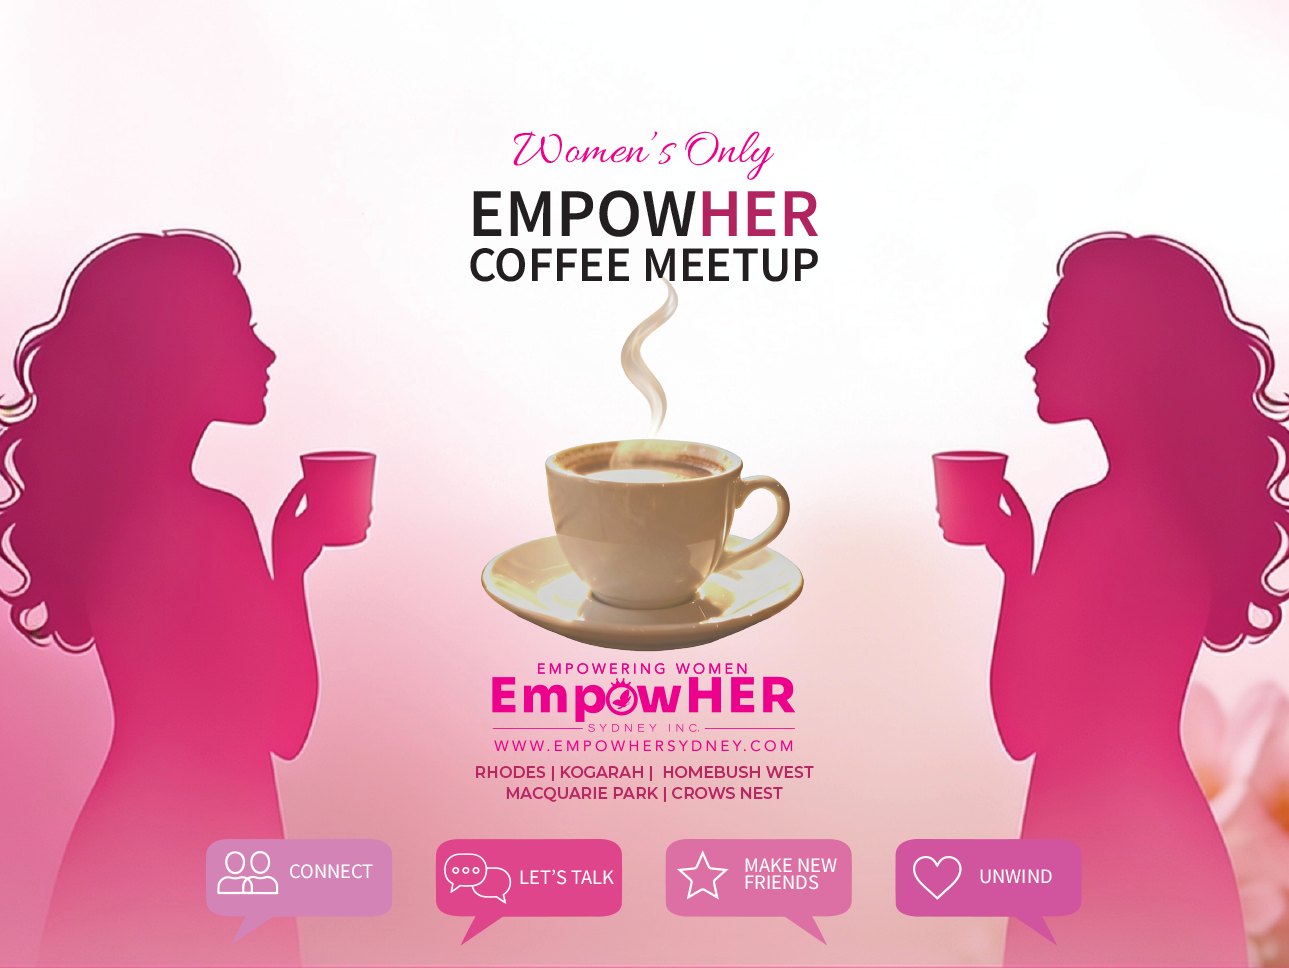 Women's Only
EMPOWHER
COFFEE MEETUP
EMPOWERING WOMEN
EmpowHER
SYDNEY INC.
WWW.EMPOWHERSYDNEY.COM
RHODES | KOGARAH | HOMEBUSH WEST
MACQUARIE PARK | CROWS NEST
CONNECT
LET'S TALK
MAKE NEW
FRIENDS
UNWIND